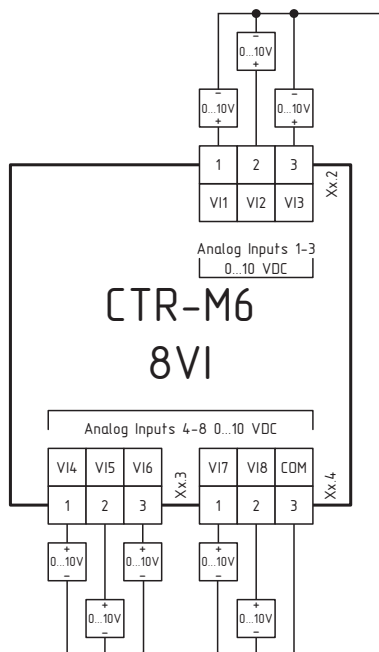 −
0...10V
+
−
0...10V
+
−
0...10V
+
1 2 3
VI1 VI2 VI3
Xx.2
Analog Inputs 1-3
0...10 VDC
CTR-M6
8VI
Analog Inputs 4-8 0...10 VDC
VI4 VI5 VI6
1 2 3
Xx.3
VI7 VI8 COM
1 2 3
Xx.4
+
0...10V
−
+
0...10V
−
+
0...10V
−
+
0...10V
−
+
0...10V
−